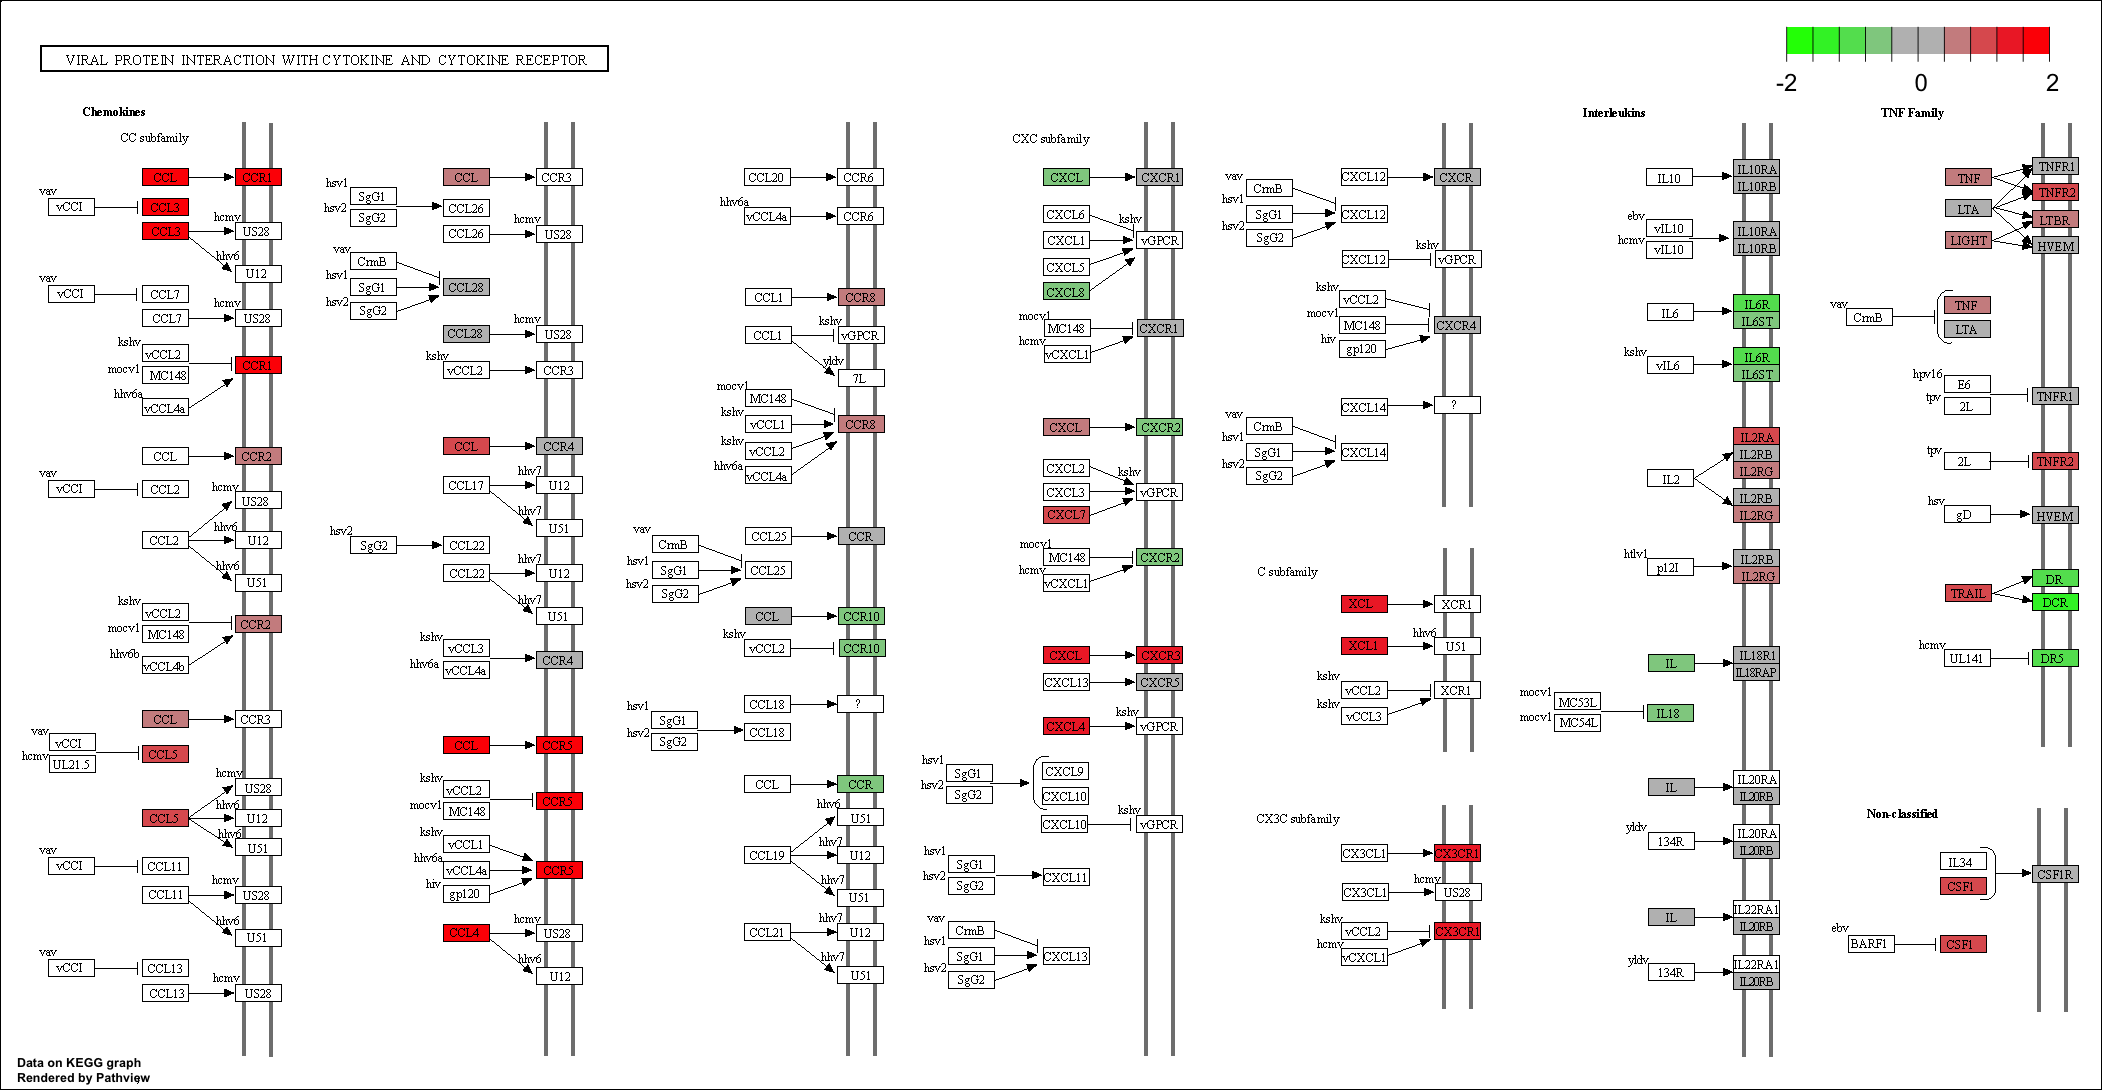 VIRAL PROTEIN INTERACTION WITH CYTOKINE AND CYTOKINE RECEPTOR
-2 0 2
Chemokines
CC subfamily
CCL CCR1
vav
vCCI CCL3
CCL3 hcmv US28
hhv6 U12
vav
vCCI CCL7
CCL7 hcmv US28
kshv
vCCL2 CCR1
mocv1 MC148
hhv6a
vCCL4a
CCL CCR2
vav
vCCI CCL2
hcmv US28
CCL2 hhv6 U12
hhv6 U51
kshv
vCCL2 CCR2
mocv1 MC148
hhv6b
vCCL4b
CCL CCR3
vav
vCCI CCL5
hcmv UL21.5
hcmv US28
CCL5 hhv6 U12
hhv6 U51
vav
vCCI CCL11
CCL11 hcmv US28
hhv6 U51
vav
vCCI CCL13
CCL13 hcmv US28
CCL CCR3
hsv1
SgG1 CCL26
hsv2 SgG2
CCL26 hcmv US28
vav
CrmB
hsv1
SgG1 CCL28
hsv2
SgG2
CCL28 hcmv US28
kshv
vCCL2 CCR3
CCL CCR4
CCL17 hhv7 U12
hhv7 U51
hsv2
SgG2 CCL22
CCL22 hhv7 U12
hhv7 U51
kshv
vCCL3 CCR4
hhv6a
vCCL4a
CCL CCR5
kshv
vCCL2 CCR5
mocv1 MC148
kshv
vCCL1
hhv6a
vCCL4a CCR5
hiv
gp120
CCL4 hcmv US28
hhv6 U12
CCL20 CCR6
hhv6a
vCCL4a CCR6
CCL1 CCR8
CCL1 kshv vGPCR
yldv 7L
mocv1
MC148
kshv
vCCL1 CCR8
kshv
vCCL2
hhv6a
vCCL4a
CCL25 CCR
vav
CrmB
hsv1
SgG1 CCL25
hsv2
SgG2
CCL CCR10
kshv
vCCL2 CCR10
CCL18 ?
hsv1
SgG1 CCL18
hsv2 SgG2
CCL CCR
hhv6 U51
CCL19 hhv7 U12
hhv7 U51
CCL21 hhv7 U12
hhv7 U51
CXC subfamily
CXCL CXCR1
CXCL6
CXCL1 kshv vGPCR
CXCL5
CXCL8
mocv1
MC148 CXCR1
hcmv
vCXCL1
CXCL CXCR2
CXCL2
CXCL3 kshv vGPCR
CXCL7
mocv1
MC148 CXCR2
hcmv
vCXCL1
CXCL CXCR3
CXCL13 CXCR5
CXCL4 kshv vGPCR
hsv1
SgG1 CXCL9
hsv2 SgG2 CXCL10
CXCL10 kshv vGPCR
hsv1
SgG1 CXCL11
hsv2 SgG2
vav
CrmB
hsv1
SgG1 CXCL13
hsv2
SgG2
CXCL12 CXCR
vav
CrmB
hsv1
SgG1 CXCL12
hsv2
SgG2
CXCL12 kshv vGPCR
kshv
vCCL2
mocv1
MC148 CXCR4
hiv
gp120
CXCL14 ?
vav
CrmB
hsv1
SgG1 CXCL14
hsv2
SgG2
C subfamily
XCL XCR1
XCL1 hhv6 U51
kshv
vCCL2 XCR1
kshv
vCCL3
CX3C subfamily
CX3CL1 CX3CR1
CX3CL1 hcmv US28
kshv
vCCL2 CX3CR1
hcmv
vCXCL1
Interleukins
IL10 IL10RA
IL10RB
ebv
vIL10 IL10RA
hcmv vIL10 IL10RB
IL6 IL6R
IL6ST
kshv
vIL6 IL6R
IL6ST
IL2RA
IL2RB
IL2RG
IL2
IL2RB
IL2RG
htlv1
p12I IL2RB
IL2RG
IL IL18R1
IL18RAP
mocv1
MC53L IL18
mocv1 MC54L
IL IL20RA
IL20RB
yldv
134R IL20RA
IL20RB
IL IL22RA1
IL20RB
yldv
134R IL22RA1
IL20RB
TNF Family
TNF TNFR1
TNFR2
LTA LTBR
LIGHT HVEM
vav
CrmB TNF
LTA
hpv16
E6 TNFR1
tpv 2L
tpv
2L TNFR2
hsv
gD HVEM
TRAIL DR
DCR
hcmv
UL141 DR5
Non-classified
IL34 CSF1R
CSF1
ebv
BARF1 CSF1
Data on KEGG graph
Rendered by Pathview